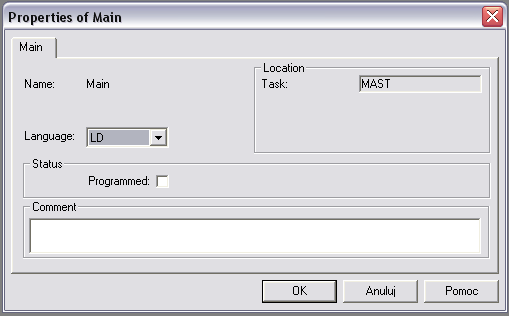 Properties of Main
Main
Location
Name: Main
Task: MAST
Language: LD
Status
Programmed:
Comment
OK Anuluj Pomoc